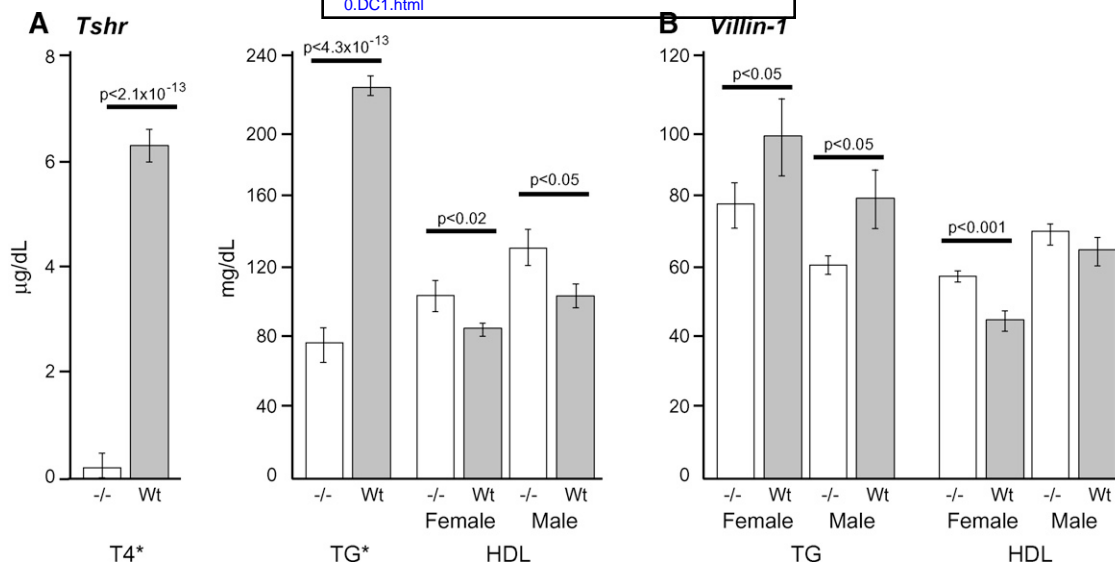 0.DC1.html
A Tshr
8
6
4
2
0
µg/dL
p<2.1x10-13
-/- Wt
T4*
240
200
160
120
80
40
0
mg/dL
p<4.3x10-13
p<0.02
p<0.05
-/- Wt -/- Wt -/- Wt
Female Male
TG* HDL
B Villin-1
120
100
80
60
40
20
0
p<0.05
p<0.05
p<0.001
-/- Wt -/- Wt -/- Wt -/- Wt
Female Male Female Male
TG HDL